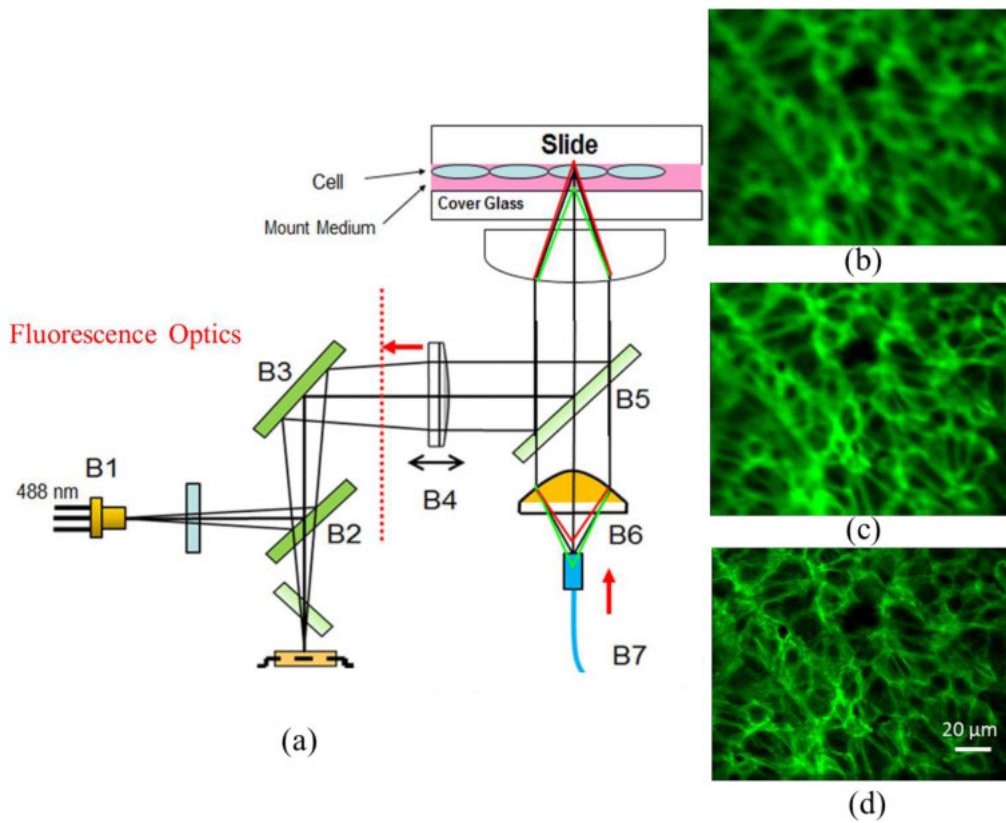 Slide
Cell
Mount Medium
Cover Glass
(b)
Fluorescence Optics
B3
B5
B4
B1
488 nm
B2
B6
(c)
B7
20 µm
(a)
(d)